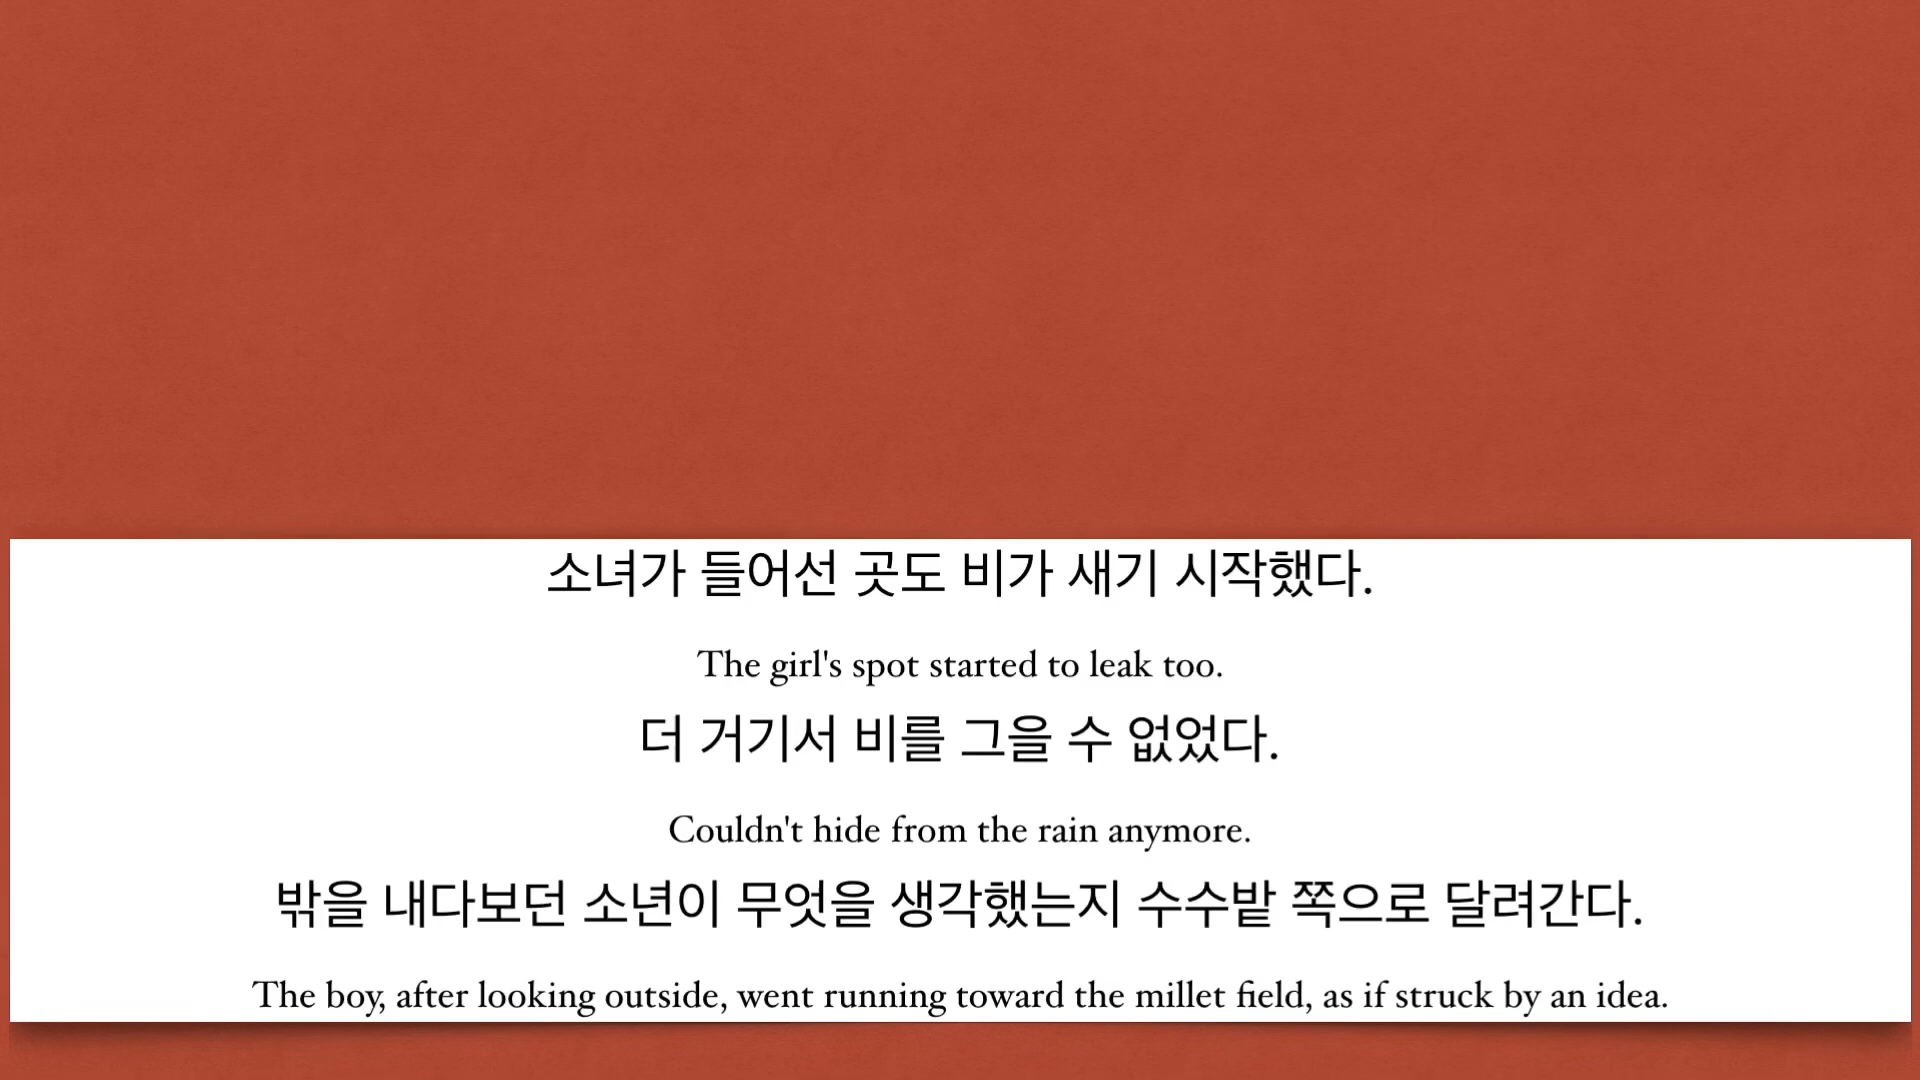 소녀가 들어선 곳도 비가 새기 시작했다.
The girl's spot started to leak too.
더 거기서 비를 그을 수 없었다.
Couldn't hide from the rain anymore.
밖을 내다보던 소년이 무엇을 생각했는지 수수밭 쪽으로 달려간다.
The boy, after looking outside, went running toward the millet field, as if struck by an idea.